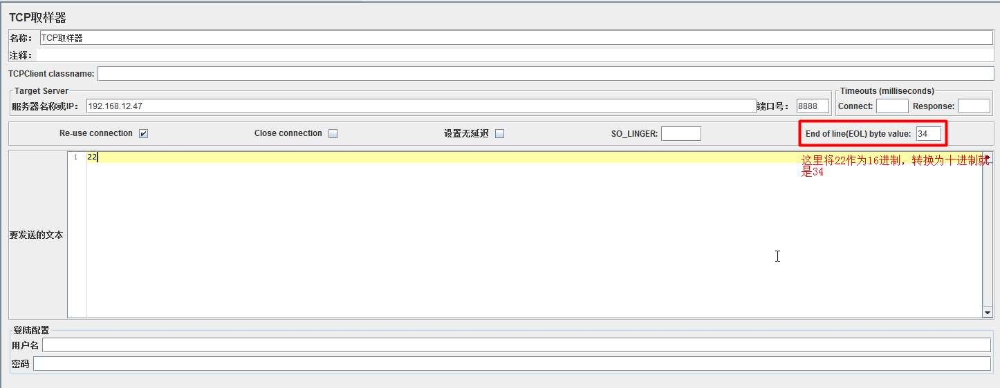 TCP取样器
名称： TCP取样器
注释：
TCPClient classname:
Target Server Timeouts (milliseconds)
服务器名称或IP： 192.168.12.47 端口号： 8888 Connect: Response:
Re-use connection Close connection 设置无延迟 SO_LINGER: End of line(EOL) byte value: 34
1 22
这里将22作为16进制，转换为十进制就
是34
要发送的文本
登陆配置
用户名
密码